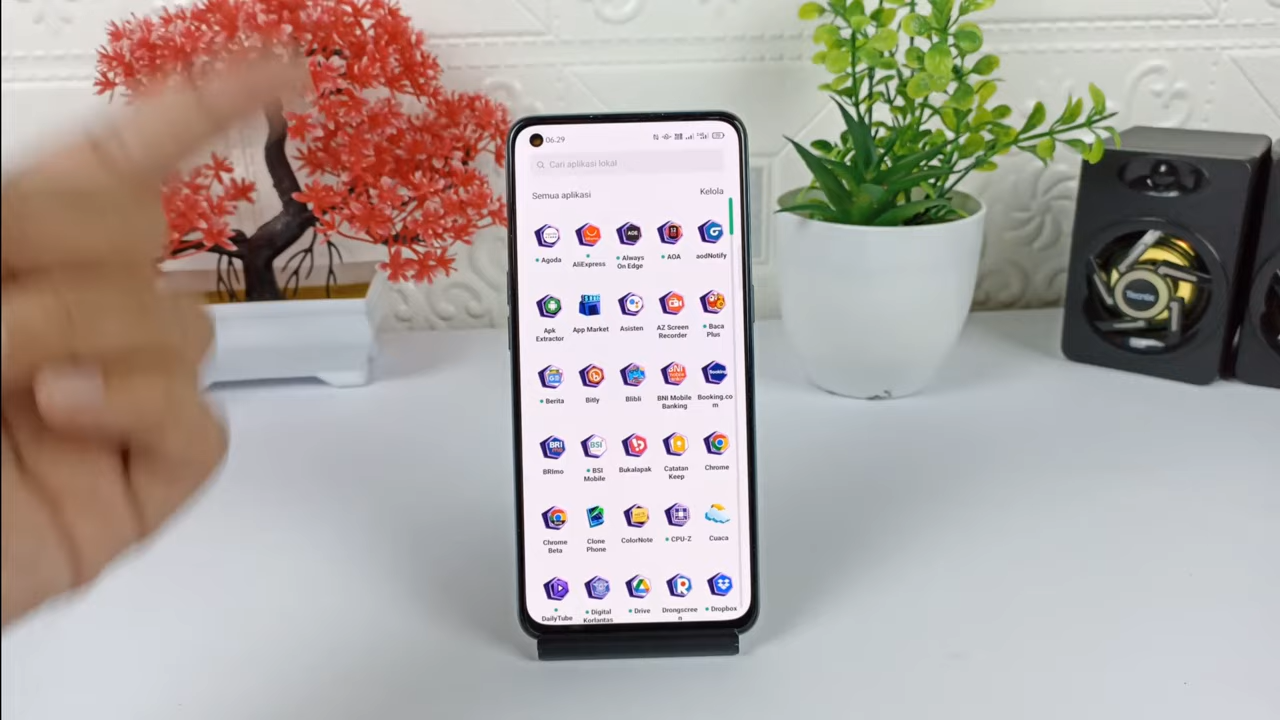 06.29
Cari aplikasi lokal
Semua aplikasi
Kelola
Agoda
AliExpress
Always
On Edge
AOA
aodNotify
Apk
Extractor
App Market
Asisten
AZ Screen
Recorder
Baca
Plus
Berita
Bitly
Blibli
BNI Mobile
Banking
Booking.co
m
BRImo
BSI
Mobile
Bukalapak
Catatan
Keep
Chrome
Chrome
Beta
Clone
Phone
ColorNote
CPU-Z
Cuaca
DailyTube
Digital
Korlantas
Drive
Drongscree
n
Dropbox